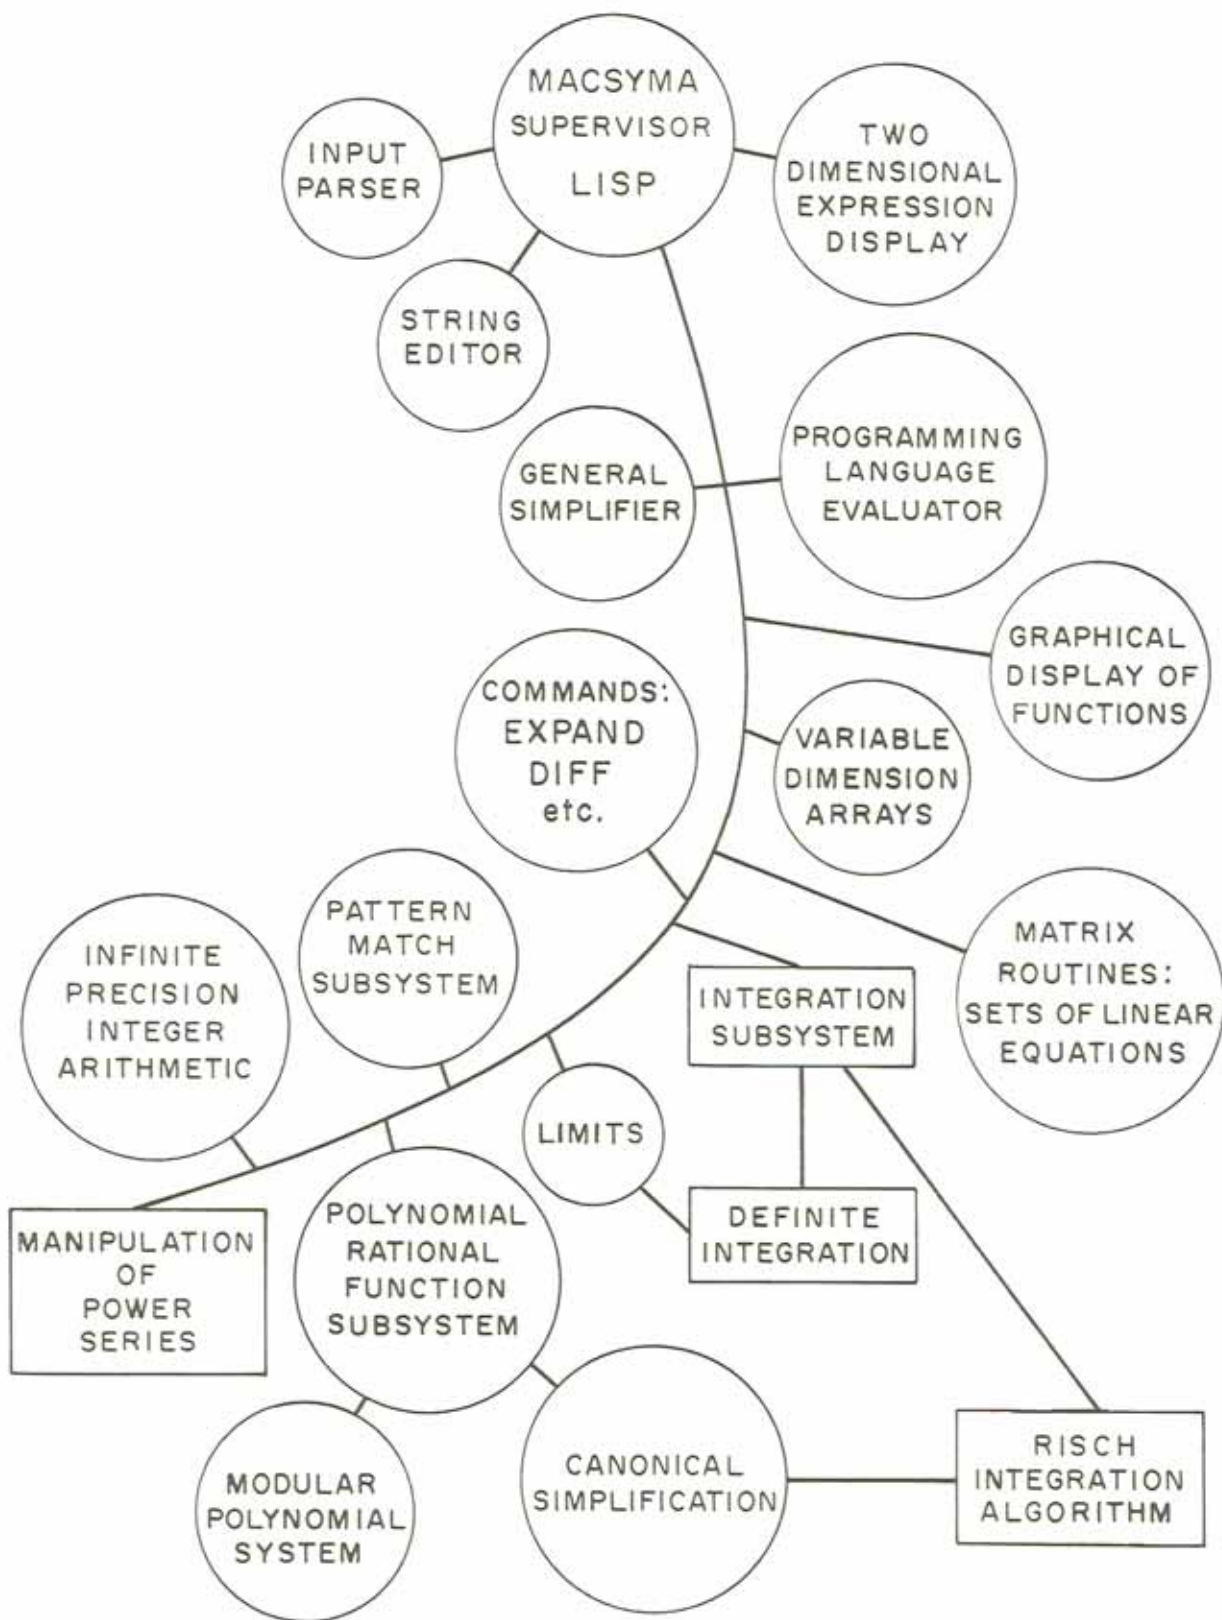 MACSYMA
SUPERVISOR
LISP
INPUT
PARSER
TWO
DIMENSIONAL
EXPRESSION
DISPLAY
STRING
EDITOR
GENERAL
SIMPLIFIER
PROGRAMMING
LANGUAGE
EVALUATOR
GRAPHICAL
DISPLAY OF
FUNCTIONS
COMMANDS:
EXPAND
DIFF
etc.
VARIABLE
DIMENSION
ARRAYS
PATTERN
MATCH
SUBSYSTEM
INFINITE
PRECISION
INTEGER
ARITHMETIC
INTEGRATION
SUBSYSTEM
MATRIX
ROUTINES:
SETS OF LINEAR
EQUATIONS
LIMITS
MANIPULATION
OF
POWER
SERIES
POLYNOMIAL
RATIONAL
FUNCTION
SUBSYSTEM
DEFINITE
INTEGRATION
MODULAR
POLYNOMIAL
SYSTEM
CANONICAL
SIMPLIFICATION
RISCH
INTEGRATION
ALGORITHM